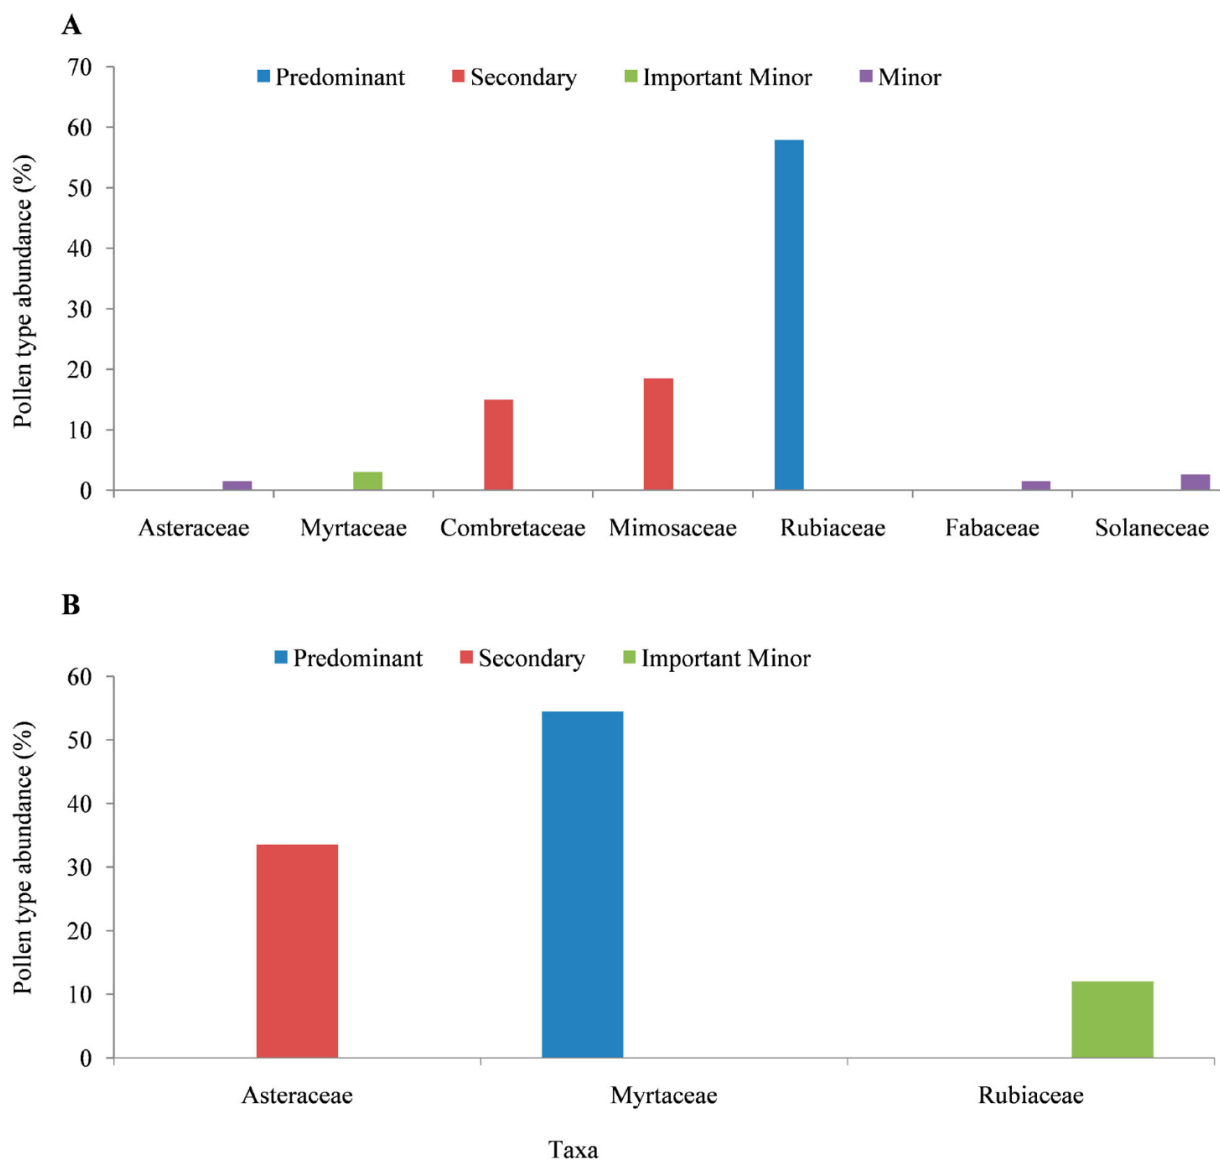 A
Predominant Secondary Important Minor Minor
Pollen type abundance (%)
70
60
50
40
30
20
10
0
Asteraceae Myrtaceae Combretaceae Mimosaceae Rubiaceae Fabaceae Solaneceae
B
Predominant Secondary Important Minor
Pollen type abundance (%)
60
50
40
30
20
10
0
Asteraceae Myrtaceae Rubiaceae
Taxa